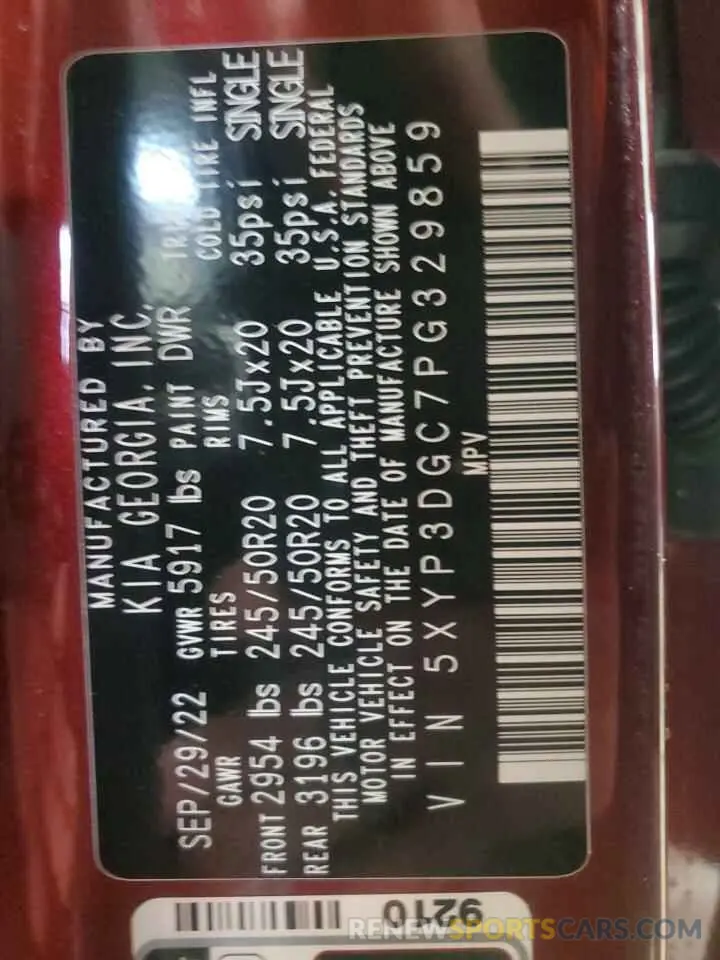 MANUFACTURED BY
KIA GEORGIA, INC.
SEP/29/22 GVWR 5917 lbs PAINT DWR
GAWR TIRES RIMS COLD TIRE INFL
FRONT 2954 lbs 245/50R20 7.5Jx20 35psi SINGLE
REAR 3196 lbs 245/50R20 7.5Jx20 35psi SINGLE
THIS VEHICLE CONFORMS TO ALL APPLICABLE U.S.A. FEDERAL
MOTOR VEHICLE SAFETY AND THEFT PREVENTION STANDARDS
IN EFFECT ON THE DATE OF MANUFACTURE SHOWN ABOVE
VIN 5XYP3DGC7PG329859
MPV
9210
RENEWSPORTSCARS.COM